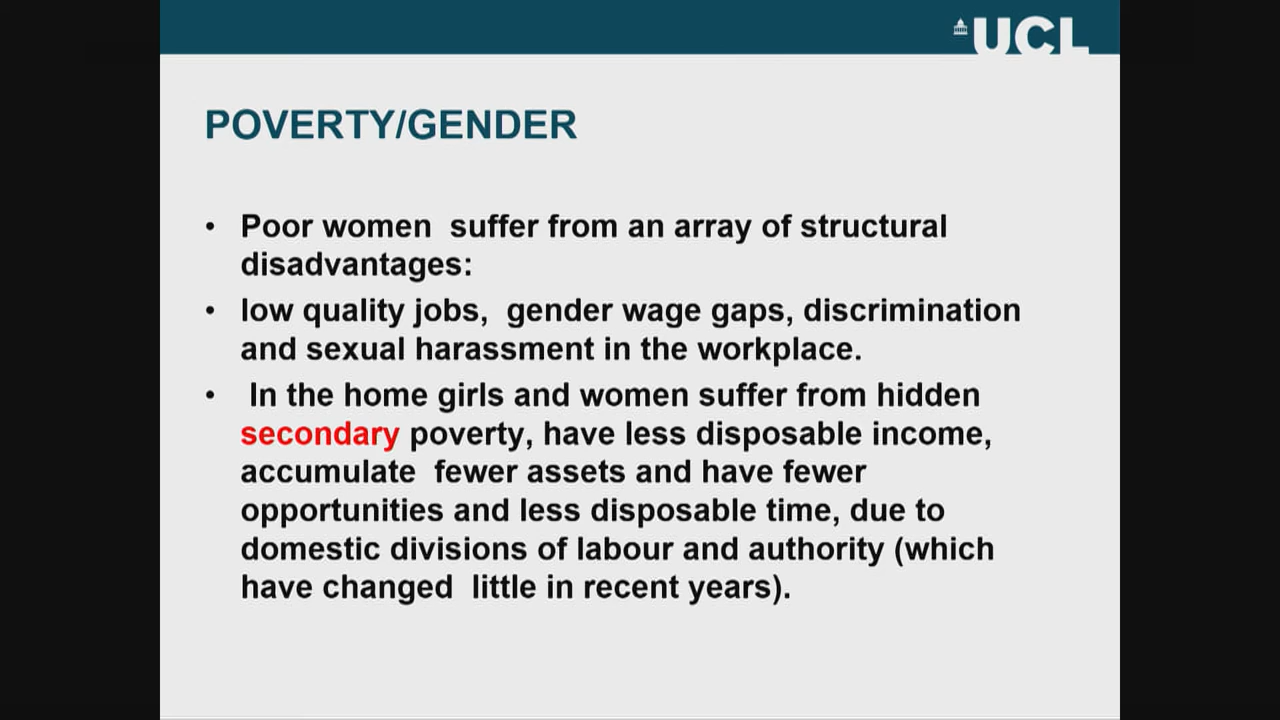 UCL
POVERTY/GENDER
• Poor women  suffer from an array of structural
disadvantages:
• low quality jobs,  gender wage gaps, discrimination
and sexual harassment in the workplace.
•  In the home girls and women suffer from hidden
secondary poverty, have less disposable income,
accumulate  fewer assets and have fewer
opportunities and less disposable time, due to
domestic divisions of labour and authority (which
have changed  little in recent years).